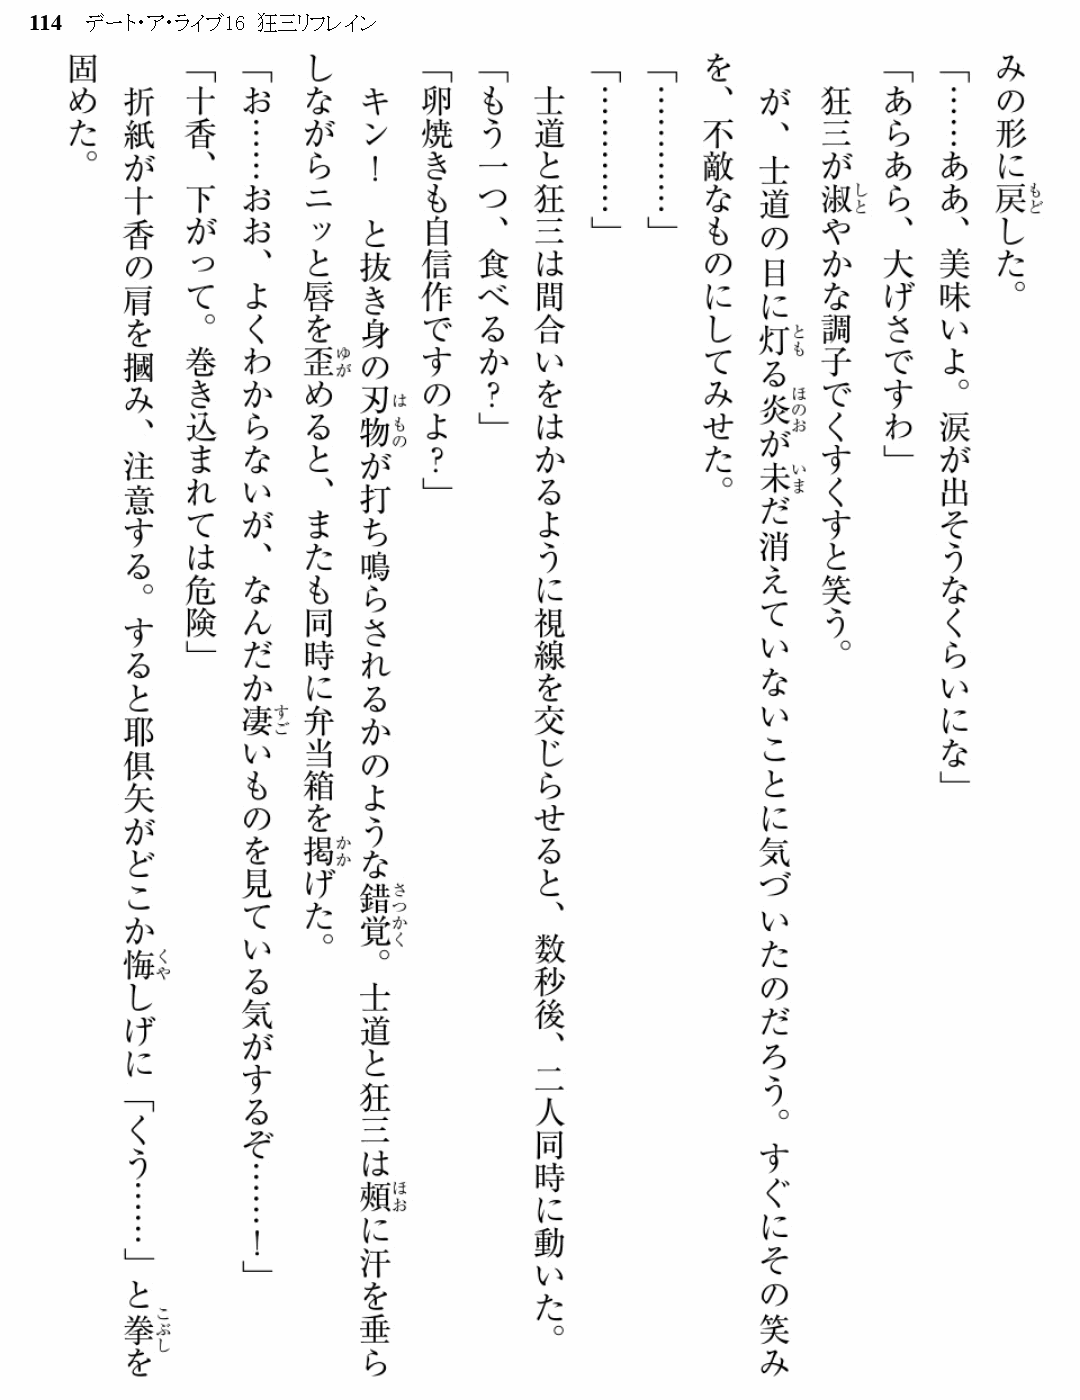 114 デート・ア・ライブ16 狂三リフレイン
みの形に戻した。
「……ああ、美味いよ。涙が出そうなくらいにな」
「あらあら、大げさですわ」
狂三が淑やかな調子でくすくすと笑う。
が、士道の目に灯る炎が未だ消えていないことに気づいたのだろう。すぐにその笑み
を、不敵なものにしてみせた。
「…………」
「…………」
士道と狂三は間合いをはかるように視線を交じらせると、数秒後、二人同時に動いた。
「もう一つ、食べるか？」
「卵焼きも自信作ですのよ？」
キン！　と抜き身の刃物が打ち鳴らされるかのような錯覚。士道と狂三は頰に汗を垂ら
しながらニッと唇を歪めると、またも同時に弁当箱を掲げた。
「お……おお、よくわからないが、なんだか凄いものを見ている気がするぞ……！」
「十香、下がって。巻き込まれては危険」
折紙が十香の肩を摑み、注意する。すると耶俱矢がどこか悔しげに「くう……」と拳を
固めた。